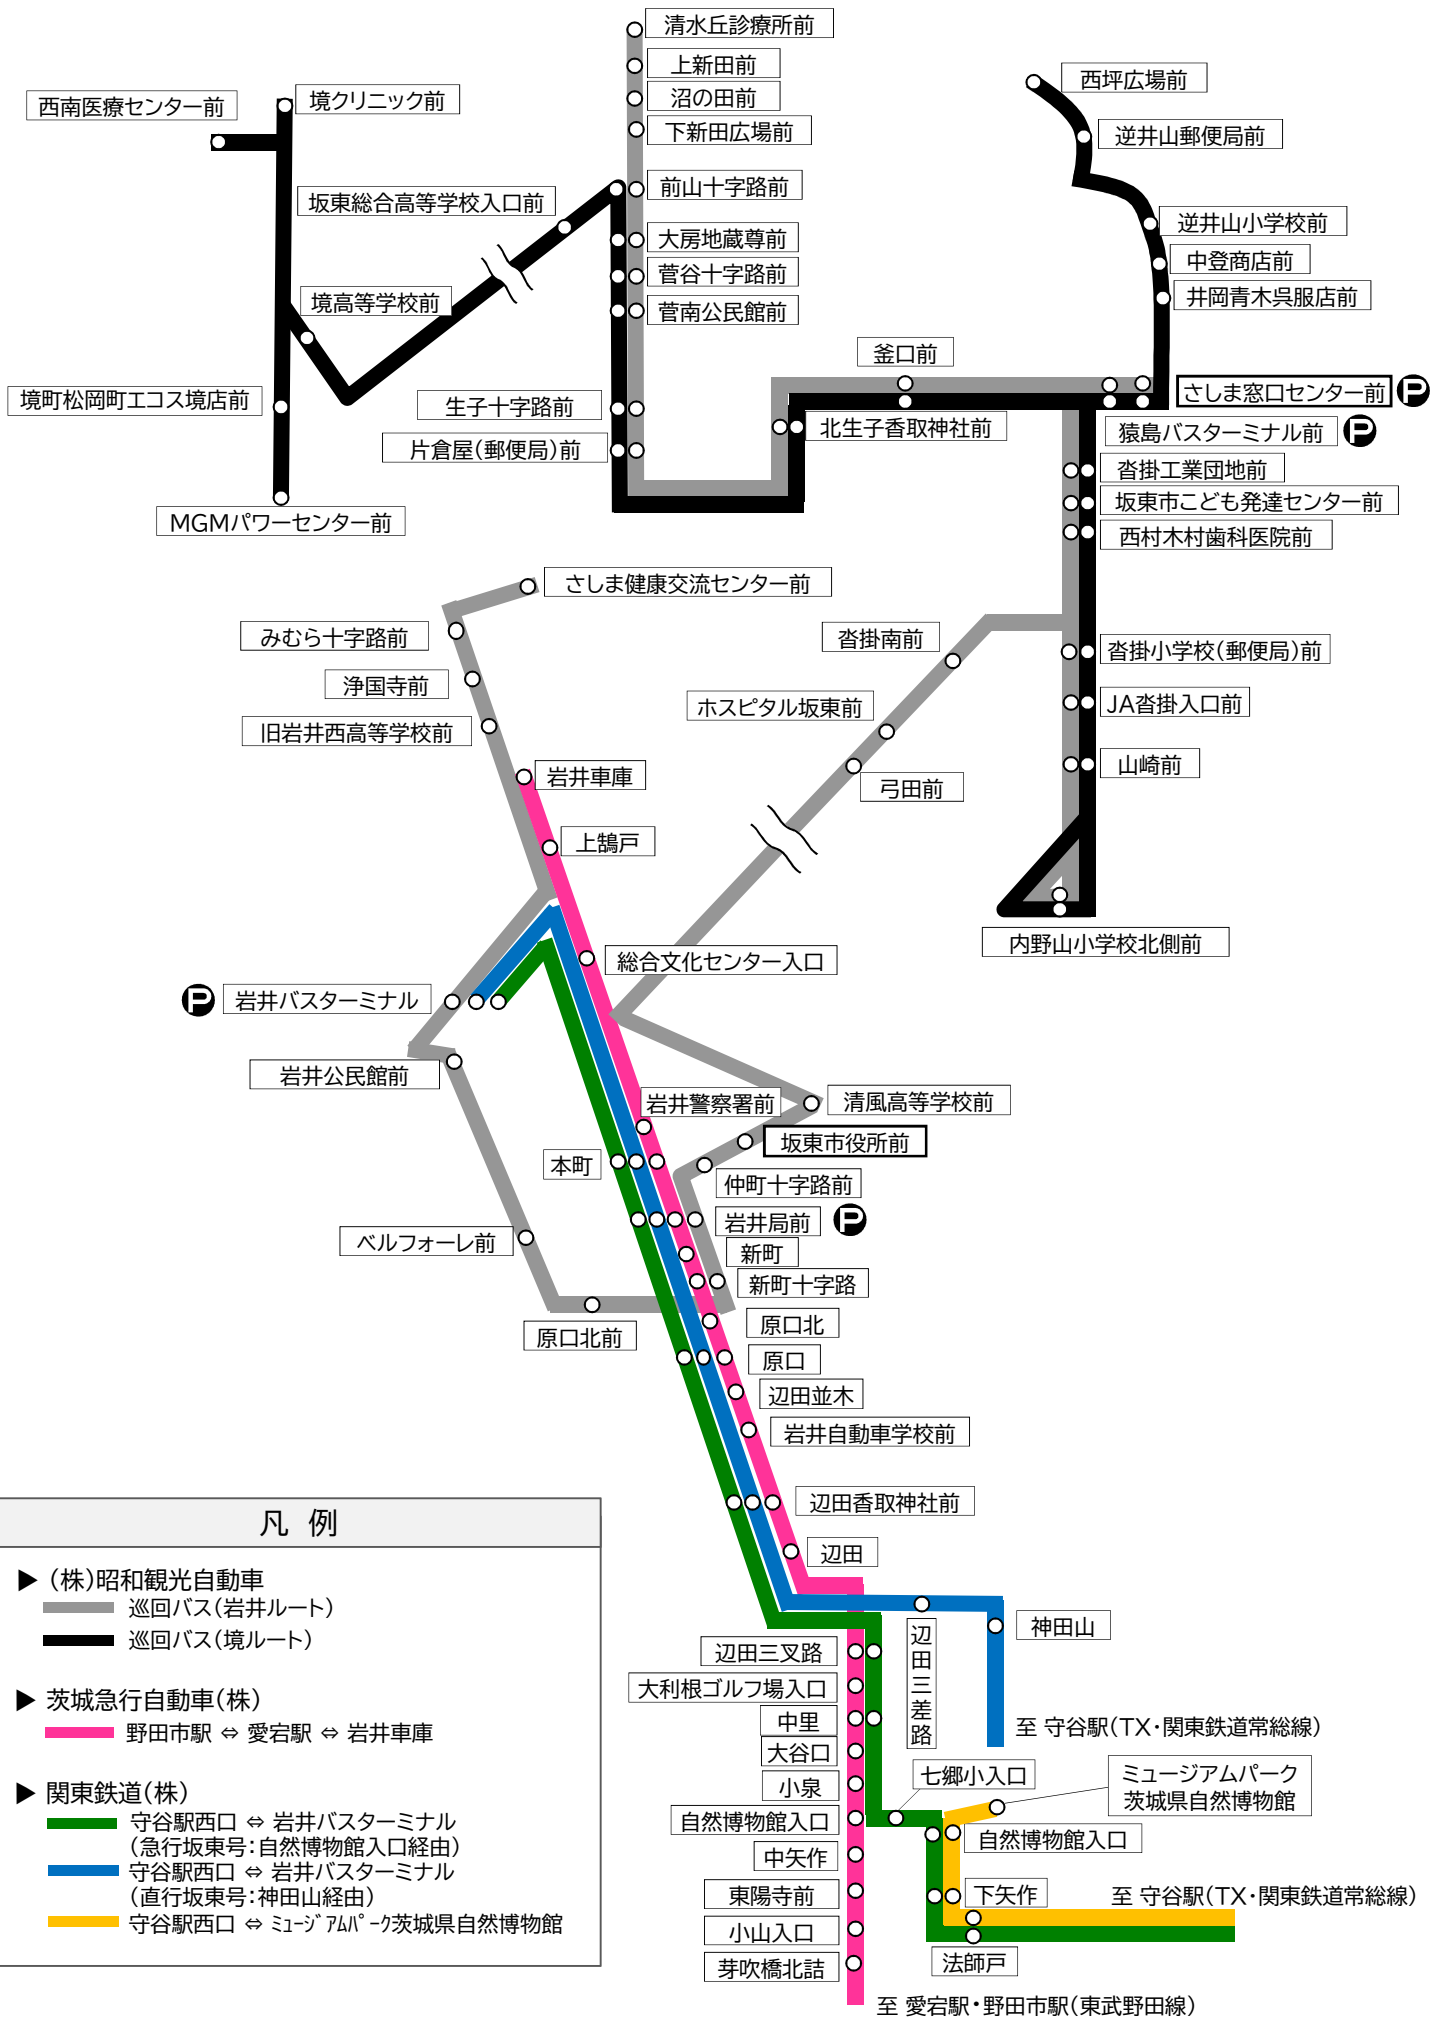 清水丘診療所前
上新田前
沼の田前
下新田広場前
前山十字路前
大房地蔵尊前
菅谷十字路前
菅南公民館前
西坪広場前
逆井山郵便局前
逆井山小学校前
中登商店前
井岡青木呉服店前
西南医療センター前
境クリニック前
坂東総合高等学校入口前
境高等学校前
境町松岡町エコス境店前
MGMパワーセンター前
生子十字路前
片倉屋(郵便局)前
釜口前
北生子香取神社前
さしま窓口センター前 P
猿島バスターミナル前 P
沓掛工業団地前
坂東市こども発達センター前
西村木村歯科医院前
沓掛小学校(郵便局)前
JA沓掛入口前
山崎前
内野山小学校北側前
沓掛南前
ホスピタル坂東前
弓田前
さしま健康交流センター前
みむら十字路前
浄国寺前
旧岩井西高等学校前
岩井車庫
上鵠戸
総合文化センター入口
P 岩井バスターミナル
岩井公民館前
岩井警察署前
清風高等学校前
坂東市役所前
本町
仲町十字路前
岩井局前 P
ベルフォーレ前
新町
新町十字路
原口北前
原口北
原口
辺田並木
岩井自動車学校前
辺田香取神社前
辺田
辺田三差路
神田山
至 守谷駅(TX・関東鉄道常総線)
辺田三叉路
大利根ゴルフ場入口
中里
大谷口
小泉
自然博物館入口
中矢作
東陽寺前
小山入口
芽吹橋北詰
至 愛宕駅・野田市駅(東武野田線)
七郷小入口
ミュージアムパーク
茨城県自然博物館
自然博物館入口
下矢作
至 守谷駅(TX・関東鉄道常総線)
法師戸
凡 例
▶ (株)昭和観光自動車
巡回バス(岩井ルート)
巡回バス(境ルート)
▶ 茨城急行自動車(株)
野田市駅 ⇔ 愛宕駅 ⇔ 岩井車庫
▶ 関東鉄道(株)
守谷駅西口 ⇔ 岩井バスターミナル
(急行坂東号:自然博物館入口経由)
守谷駅西口 ⇔ 岩井バスターミナル
(直行坂東号:神田山経由)
守谷駅西口 ⇔ ﾐｭｰｼﾞｱﾑﾊﾟｰｸ茨城県自然博物館